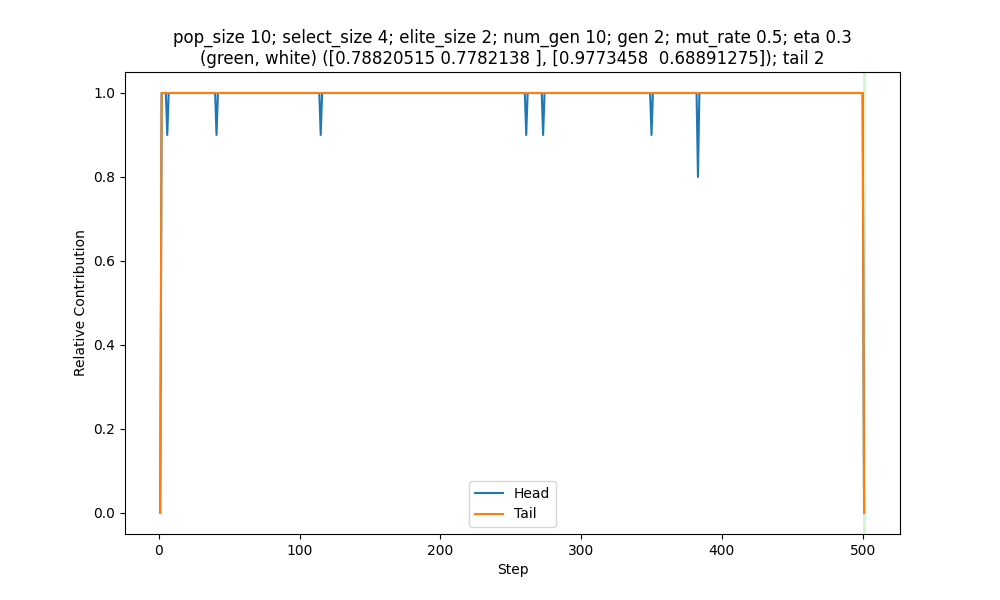 pop_size 10; select_size 4; elite_size 2; num_gen 10; gen 2; mut_rate 0.5; eta 0.3
(green, white) ([0.78820515 0.7782138 ], [0.9773458  0.68891275]); tail 2
1.0
0.8
0.6
0.4
0.2
0.0
Relative Contribution
Head
Tail
0
100
200
300
400
500
Step